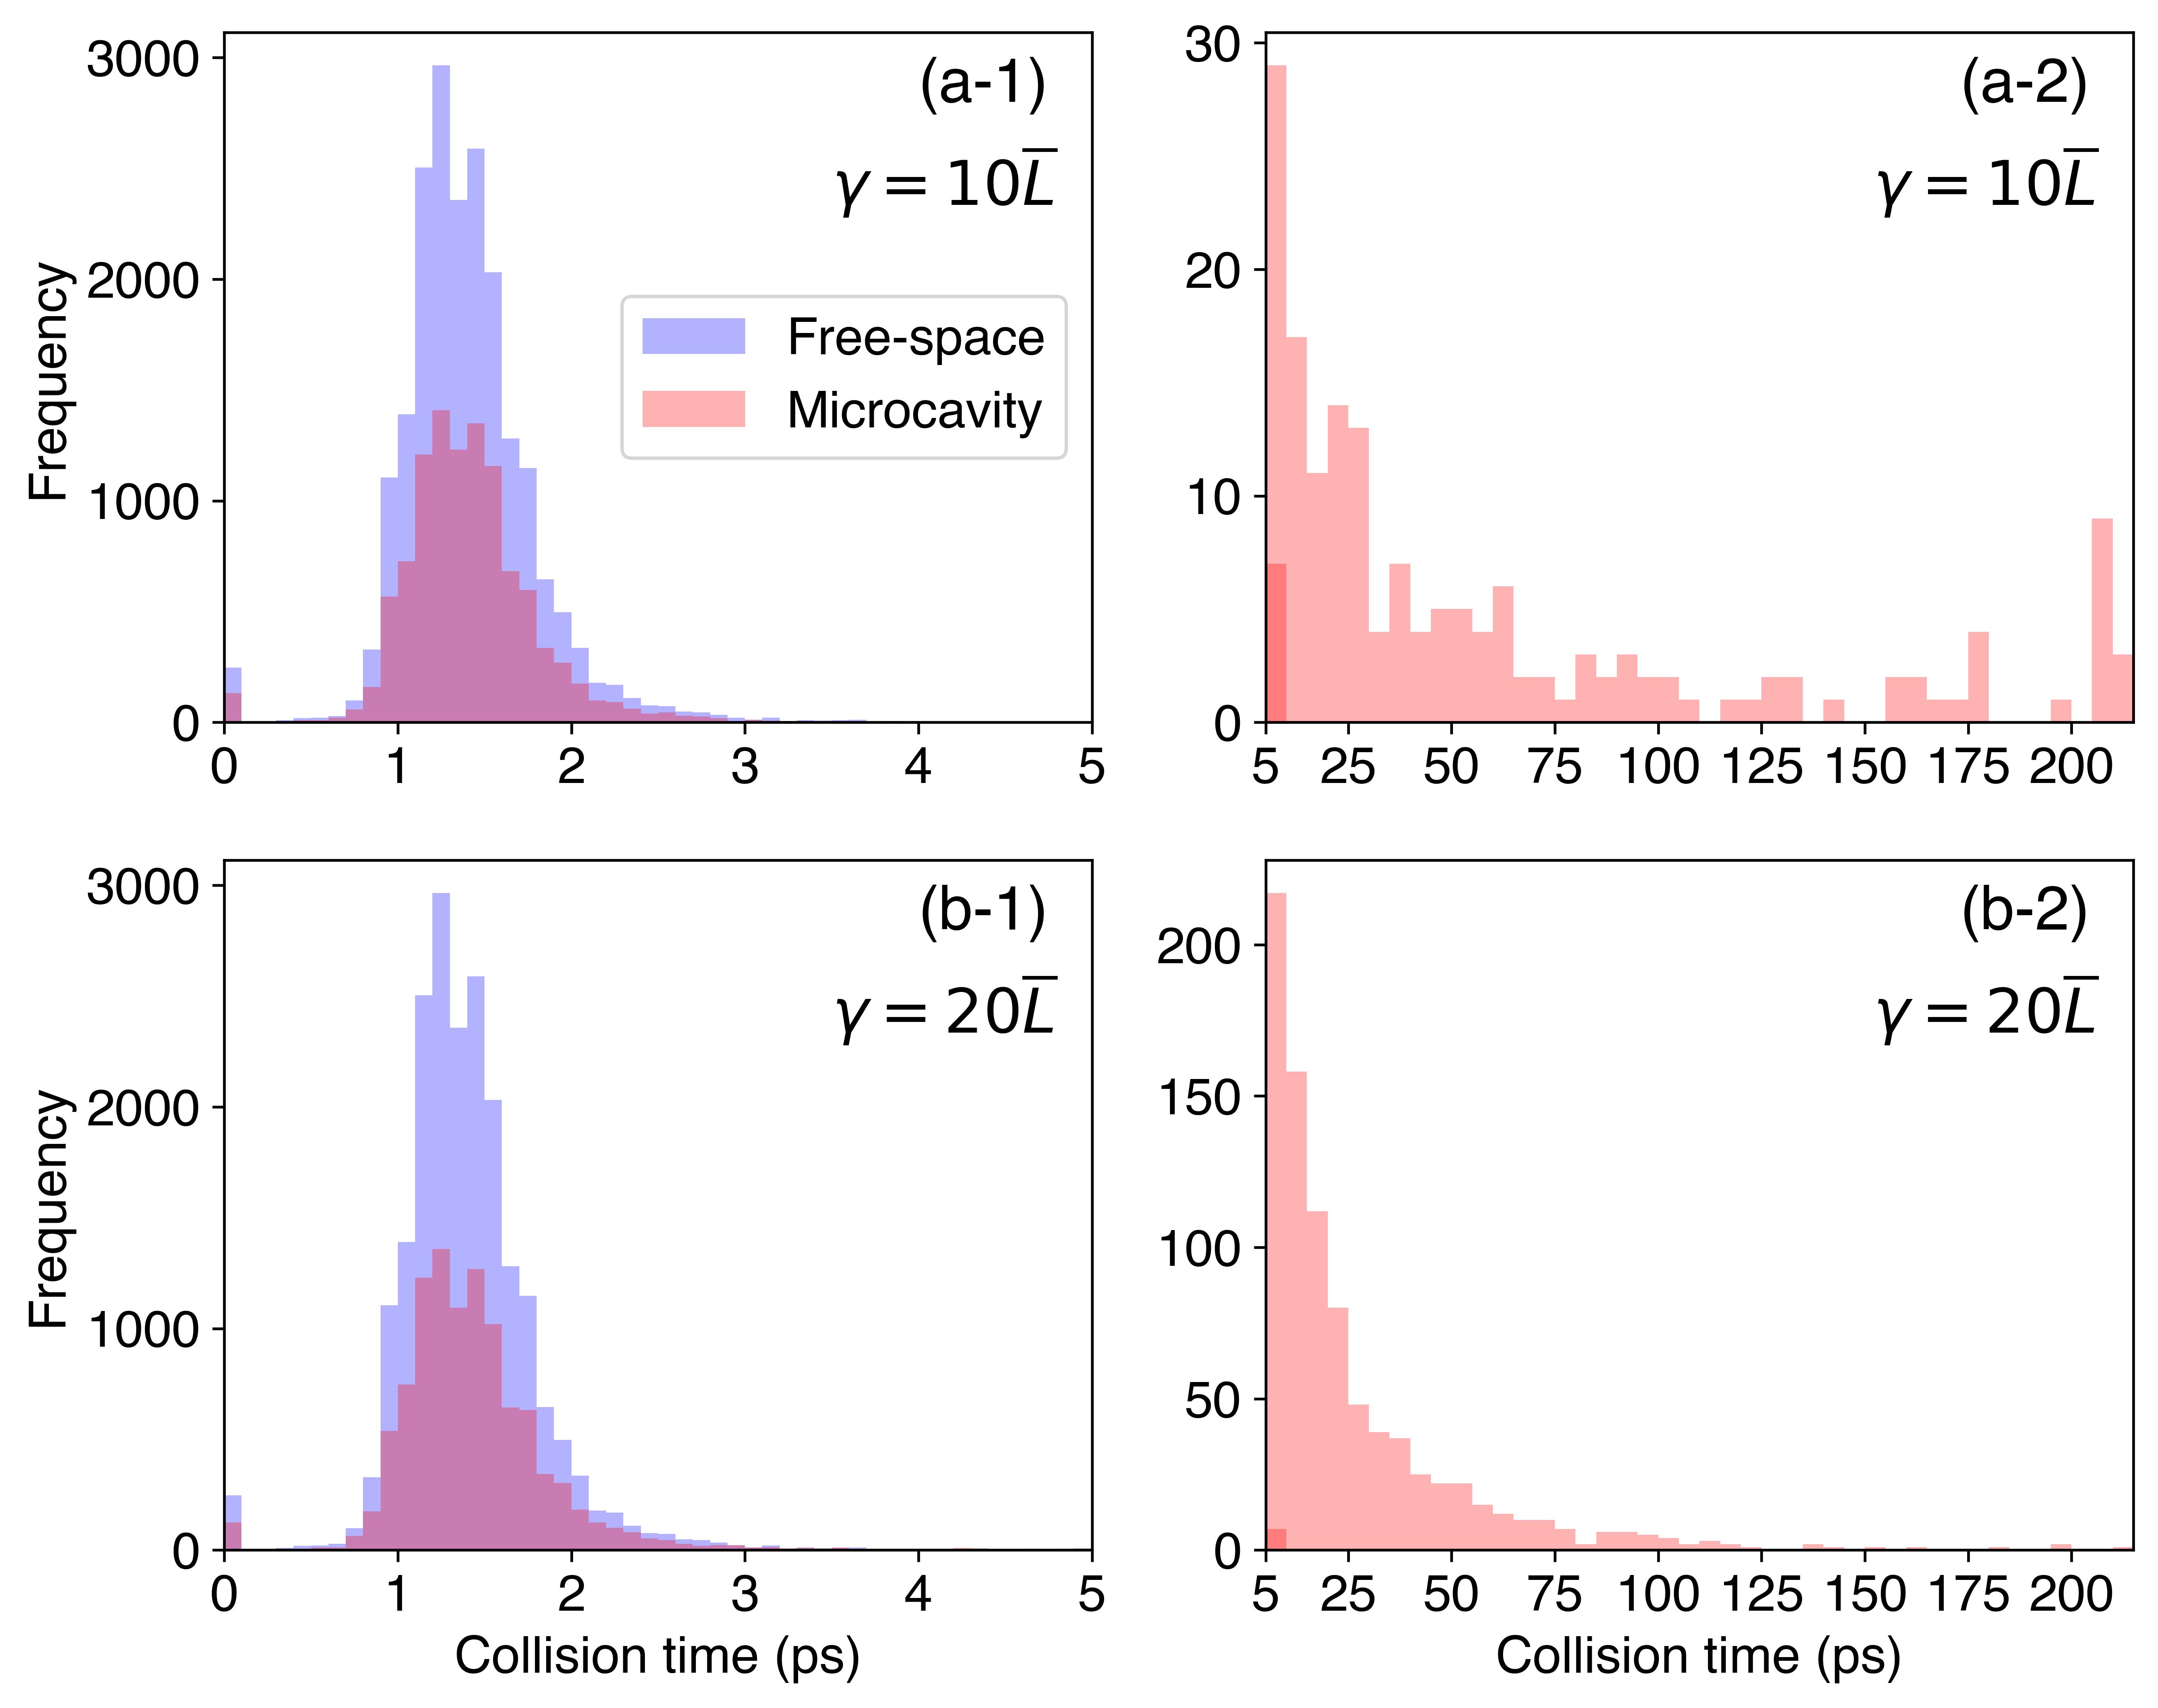 (a-1)
γ = 10L̅
Free-space
Microcavity
Frequency
3000
2000
1000
0
0 1 2 3 4 5
(a-2)
γ = 10L̅
30
20
10
0
5 25 50 75 100 125 150 175 200
(b-1)
γ = 20L̅
Frequency
3000
2000
1000
0
0 1 2 3 4 5
Collision time (ps)
(b-2)
γ = 20L̅
200
150
100
50
0
5 25 50 75 100 125 150 175 200
Collision time (ps)